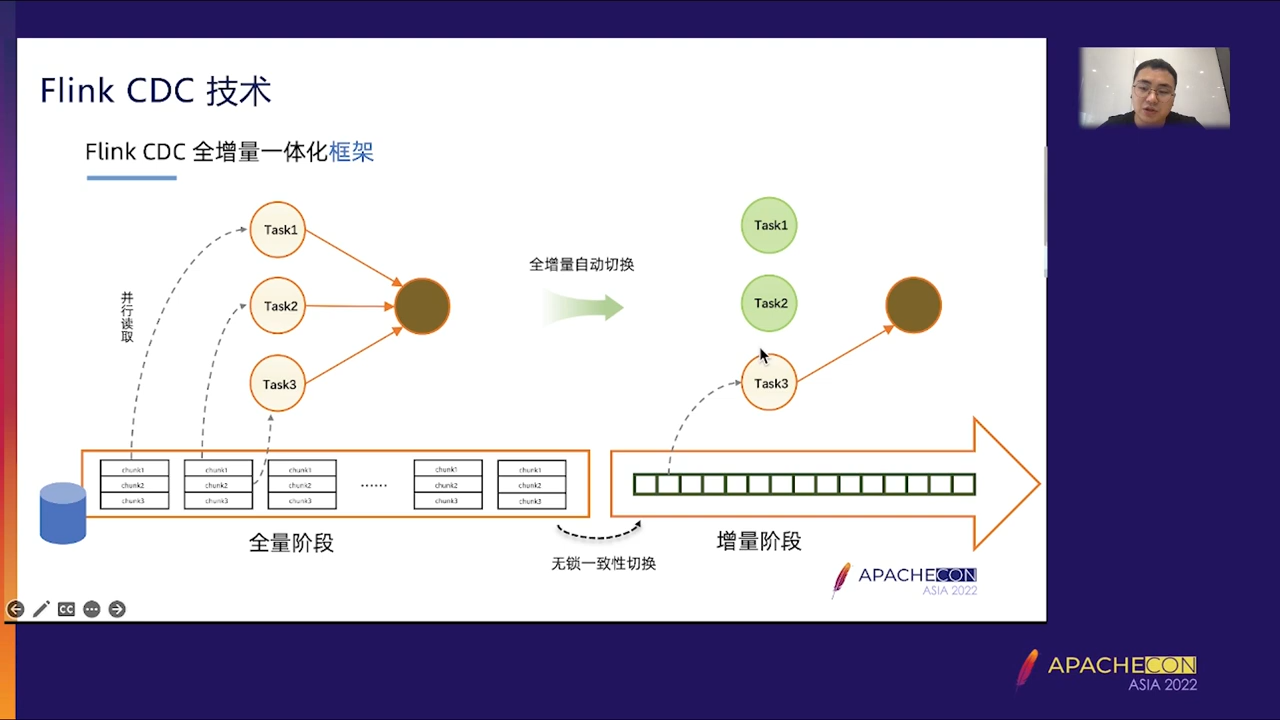 Flink CDC 技术
Flink CDC 全增量一体化框架
Task1
Task2
Task3
并行读取
全增量自动切换
Task1
Task2
Task3
chunk1
chunk2
chunk3
chunk1
chunk2
chunk3
chunk1
chunk2
chunk3
......
chunk1
chunk2
chunk3
chunk1
chunk2
chunk3
全量阶段
无锁一致性切换
增量阶段
APACHECON
ASIA 2022
CC
APACHECON
ASIA 2022